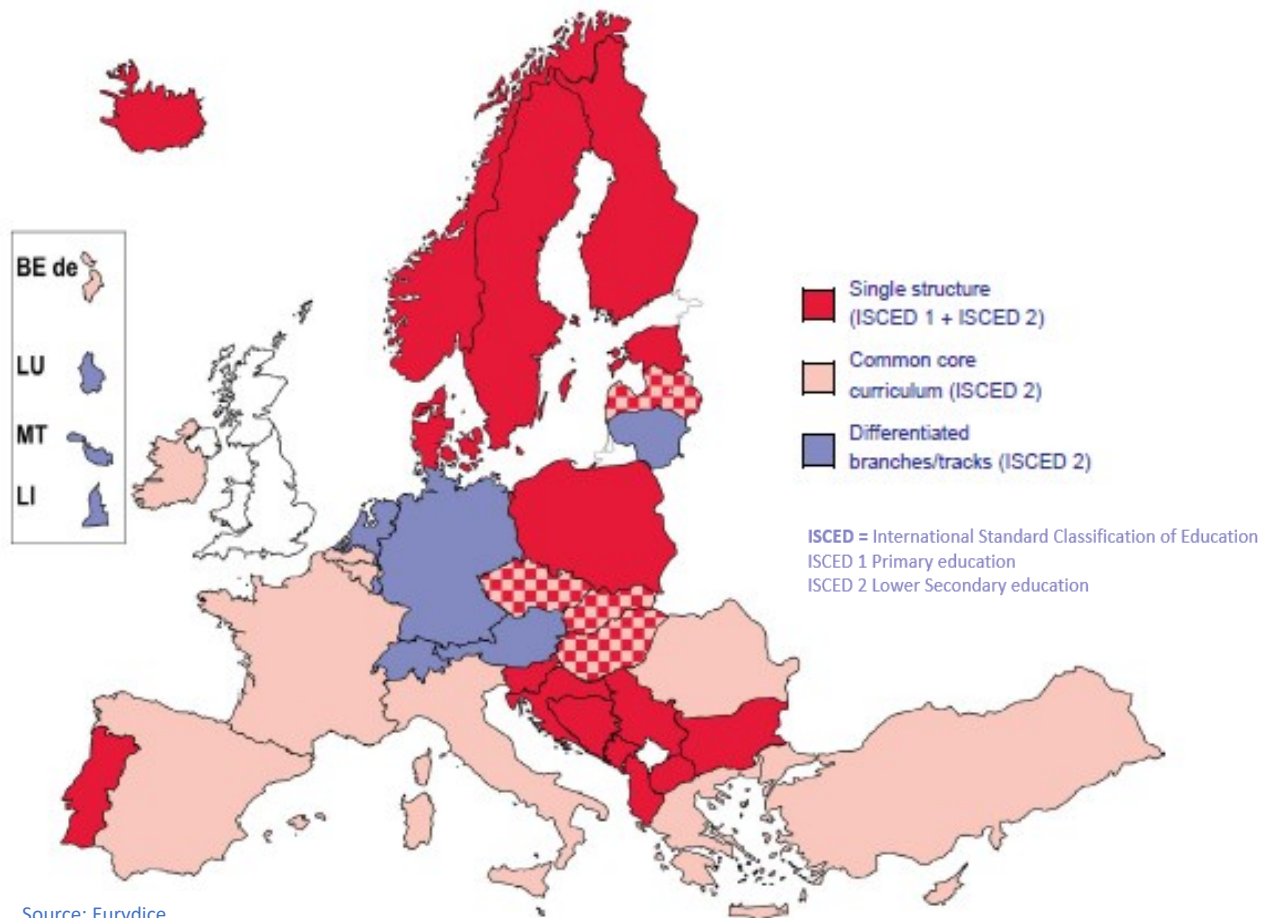 BE de
LU
MT
LI
Single structure
(ISCED 1 + ISCED 2)
Common core
curriculum (ISCED 2)
Differentiated
branches/tracks (ISCED 2)
ISCED = International Standard Classification of Education
ISCED 1 Primary education
ISCED 2 Lower Secondary education
Source: Eurydice